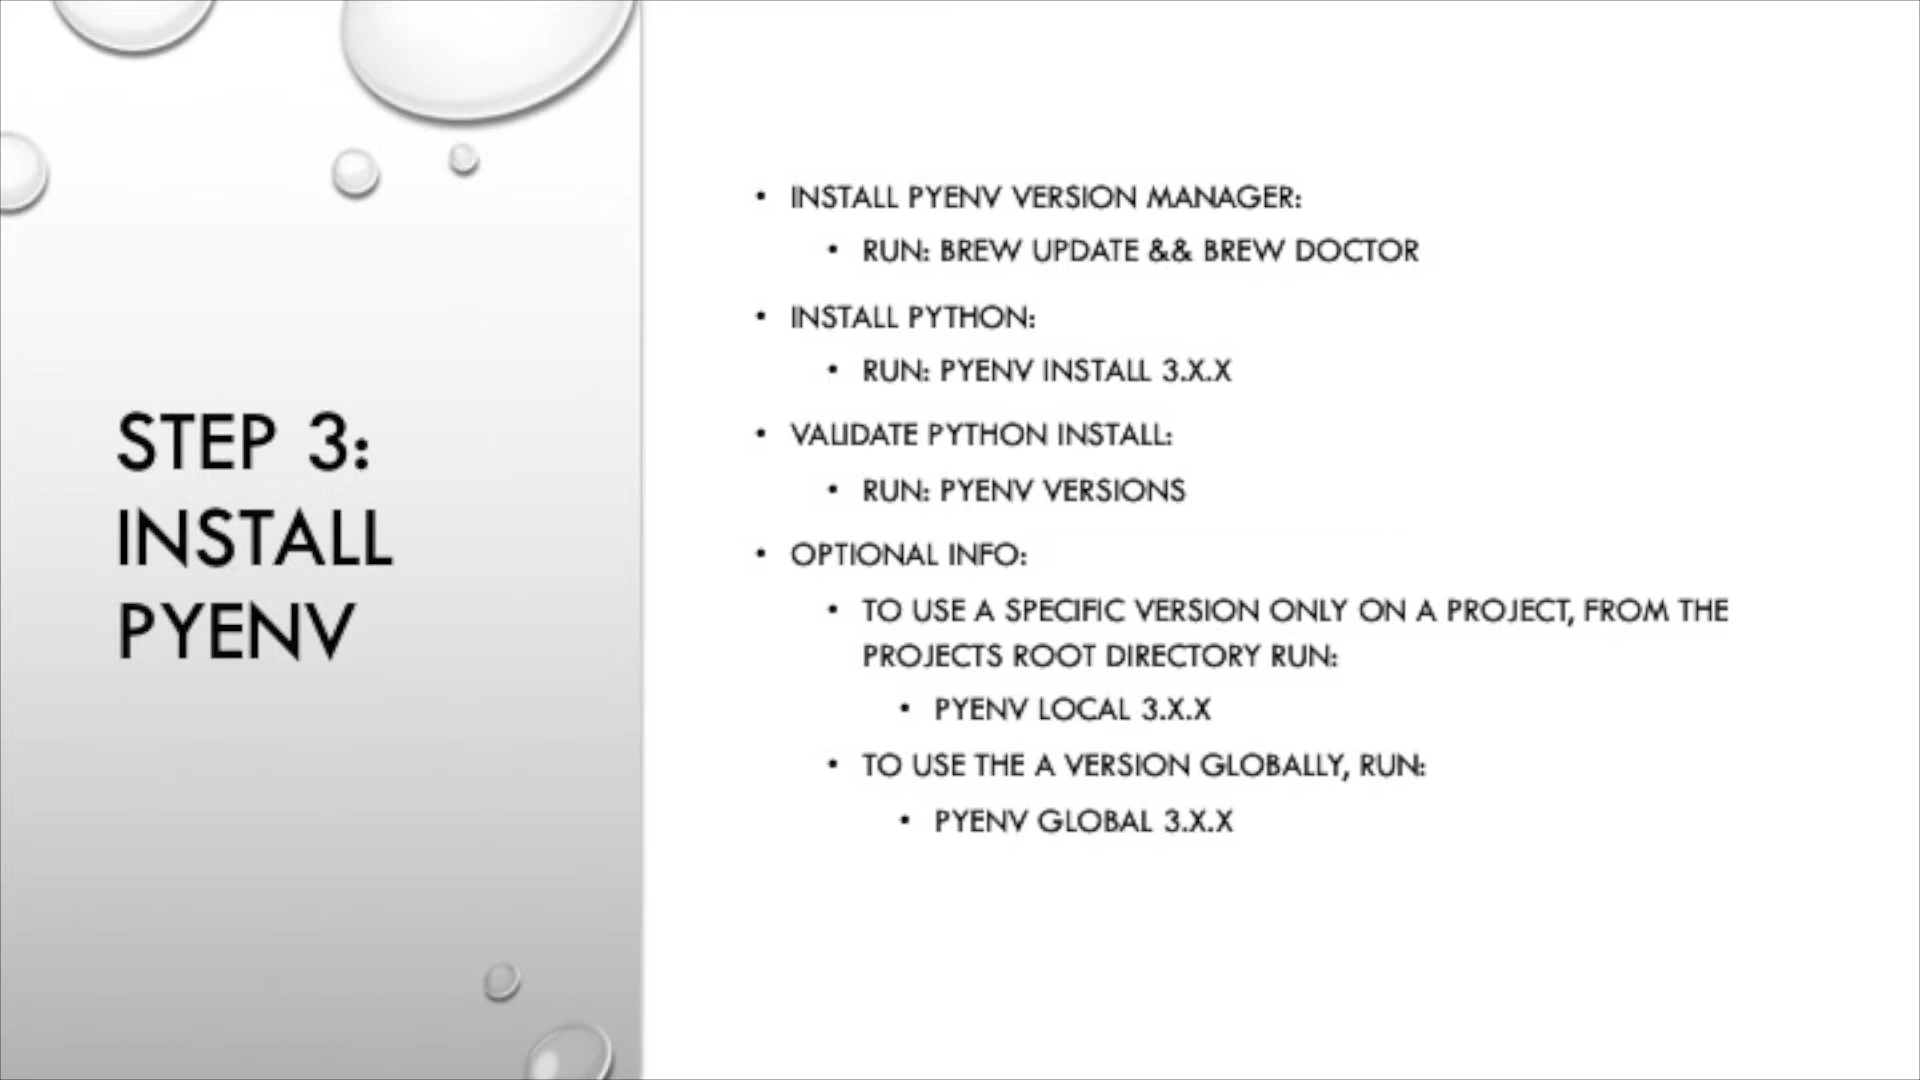 STEP 3:
INSTALL
PYENV
• INSTALL PYENV VERSION MANAGER:
• RUN: BREW UPDATE && BREW DOCTOR
• INSTALL PYTHON:
• RUN: PYENV INSTALL 3.X.X
• VALIDATE PYTHON INSTALL:
• RUN: PYENV VERSIONS
• OPTIONAL INFO:
• TO USE A SPECIFIC VERSION ONLY ON A PROJECT, FROM THE
PROJECTS ROOT DIRECTORY RUN:
• PYENV LOCAL 3.X.X
• TO USE THE A VERSION GLOBALLY, RUN:
• PYENV GLOBAL 3.X.X